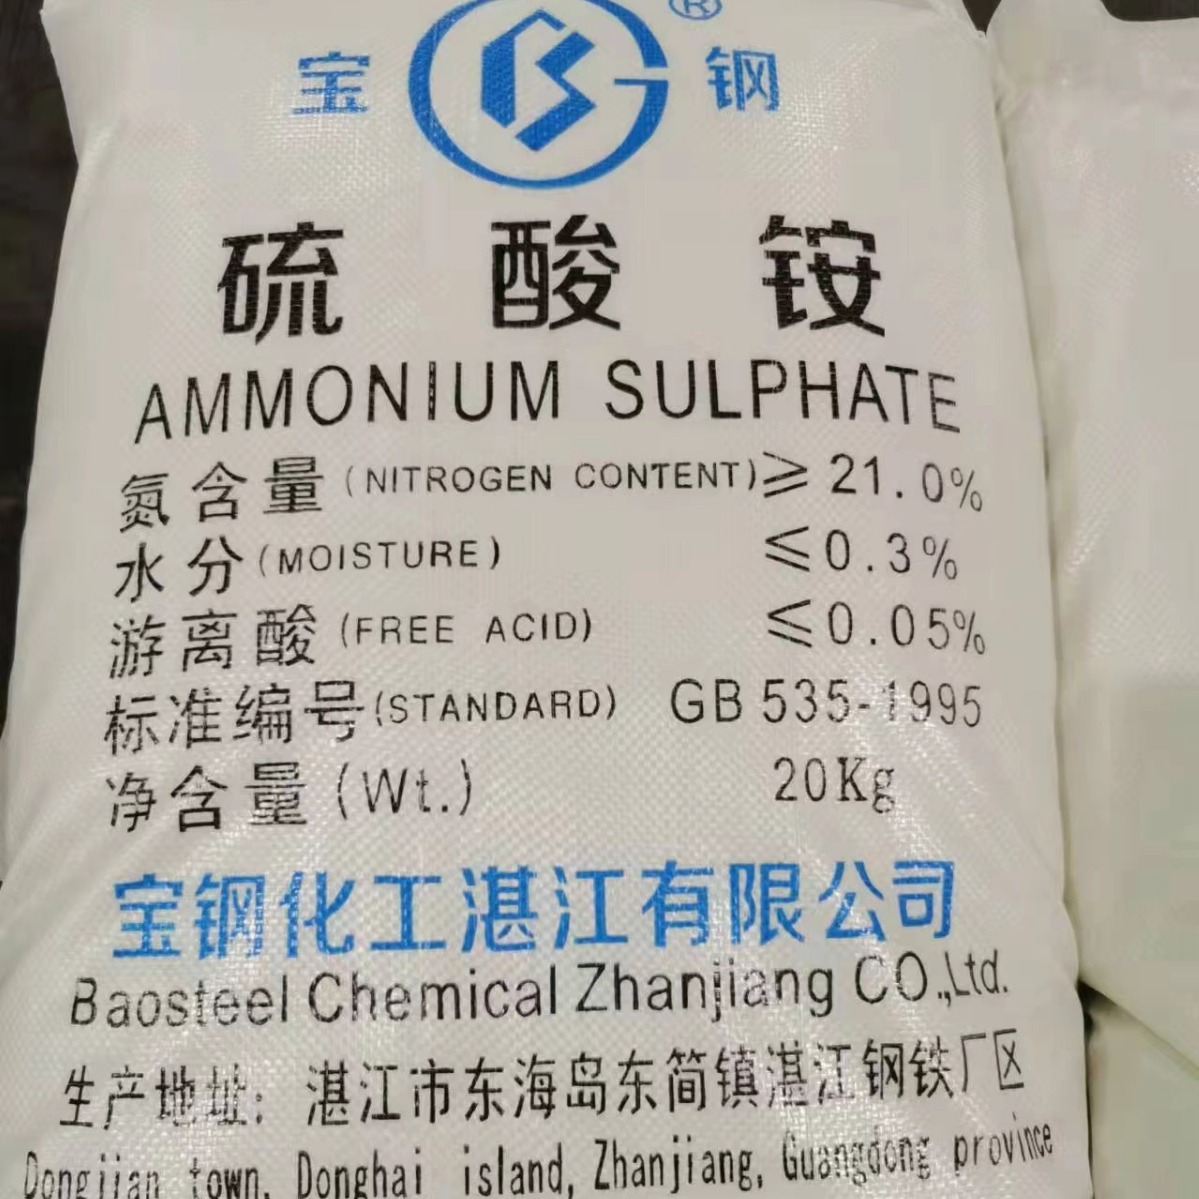 宝 ® 钢
硫酸铵
AMMONIUM SULPHATE
氮含量(NITROGEN CONTENT)≥21.0%
水分(MOISTURE) ≤0.3%
游离酸(FREE ACID) ≤0.05%
标准编号(STANDARD) GB 535-1995
净含量(Wt.) 20Kg
宝钢化工湛江有限公司
Baosteel Chemical Zhanjiang CO.,Ltd.
生产地址：湛江市东海岛东简镇湛江钢铁厂区
Dongjian town, Donghai island, Zhanjiang, Guangdong province